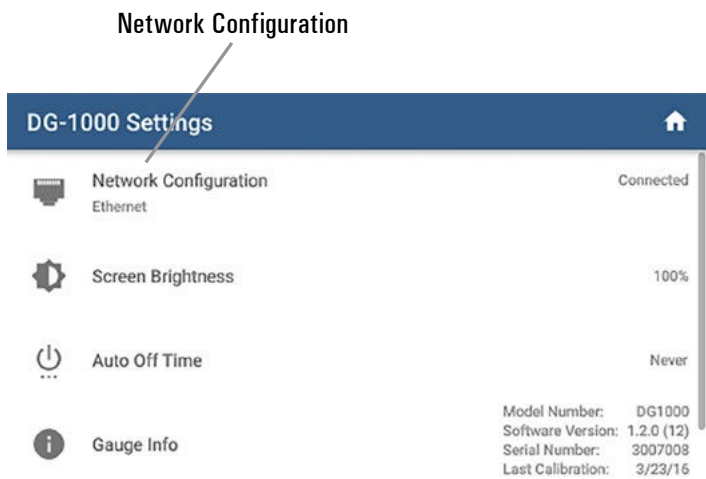 Network Configuration
DG-1000 Settings
Network Configuration
Connected
Ethernet
Screen Brightness
100%
Auto Off Time
Never
Gauge Info
Model Number: DG1000
Software Version: 1.2.0 (12)
Serial Number: 3007008
Last Calibration: 3/23/16